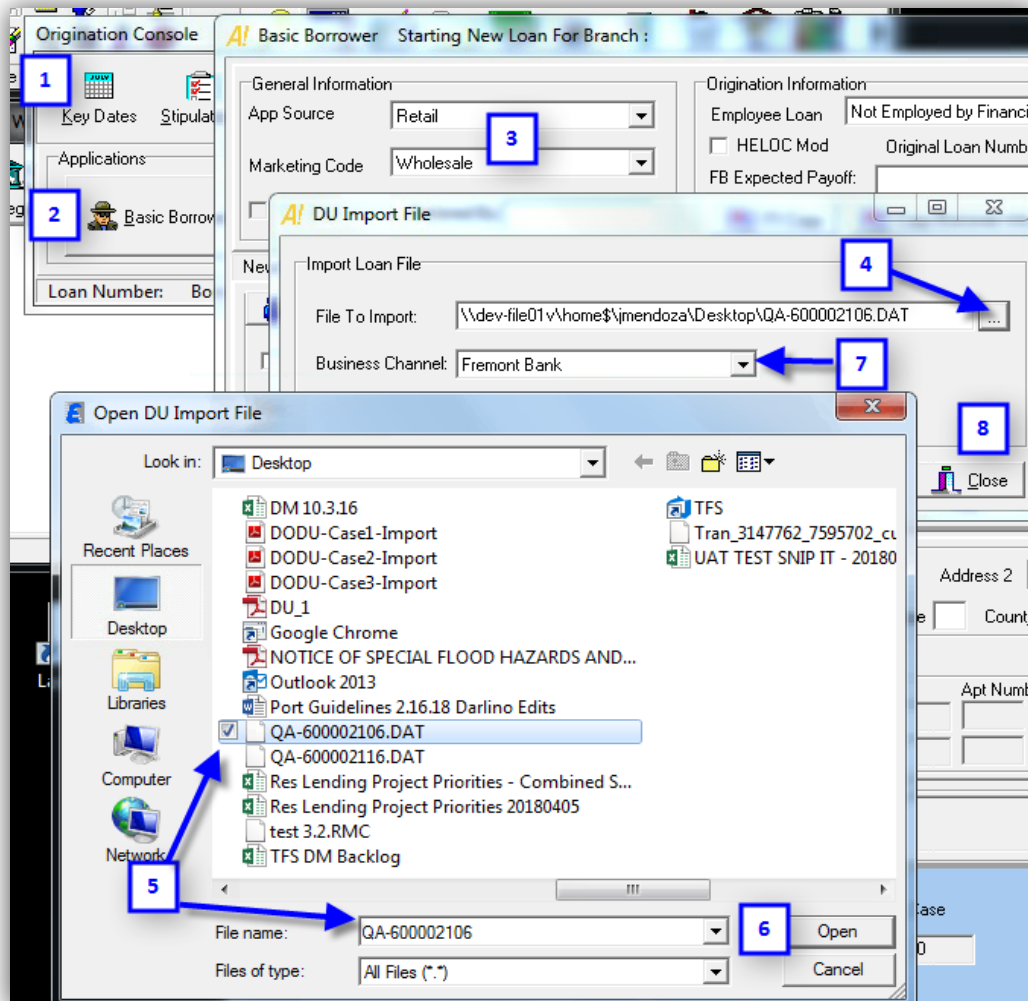 Origination Console
1
Key Dates
Stipulat
Applications
2
Basic Borrow
Loan Number: Bo
Basic Borrower Starting New Loan For Branch :
General Information
App Source
Retail
Marketing Code
Wholesale
3
Origination Information
Employee Loan
Not Employed by Financi
HELOC Mod
Original Loan Numb
FB Expected Payoff:
New
DU Import File
4
Import Loan File
File To Import:
\\dev-file01v\home$\jmendoza\Desktop\QA-600002106.DAT
...
Business Channel:
Fremont Bank
7
8
Close
Open DU Import File
Look in:
Desktop
Recent Places
Desktop
Libraries
Computer
Network
DM 10.3.16
DODU-Case1-Import
DODU-Case2-Import
DODU-Case3-Import
DU_1
Google Chrome
NOTICE OF SPECIAL FLOOD HAZARDS AND...
Outlook 2013
Port Guidelines 2.16.18 Darlino Edits
QA-600002106.DAT
QA-600002116.DAT
Res Lending Project Priorities - Combined S...
Res Lending Project Priorities 20180405
test 3.2.RMC
TFS DM Backlog
TFS
Tran_3147762_7595702_cu
UAT TEST SNIP IT - 20180
5
File name:
QA-600002106
6
Open
Files of type:
All Files (*.*)
Cancel
Address 2
e
Count
Apt Numb
Case
0